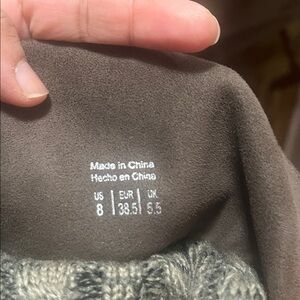 Made in China
Hecho en China
US EUR UK
8 38.5 5.5